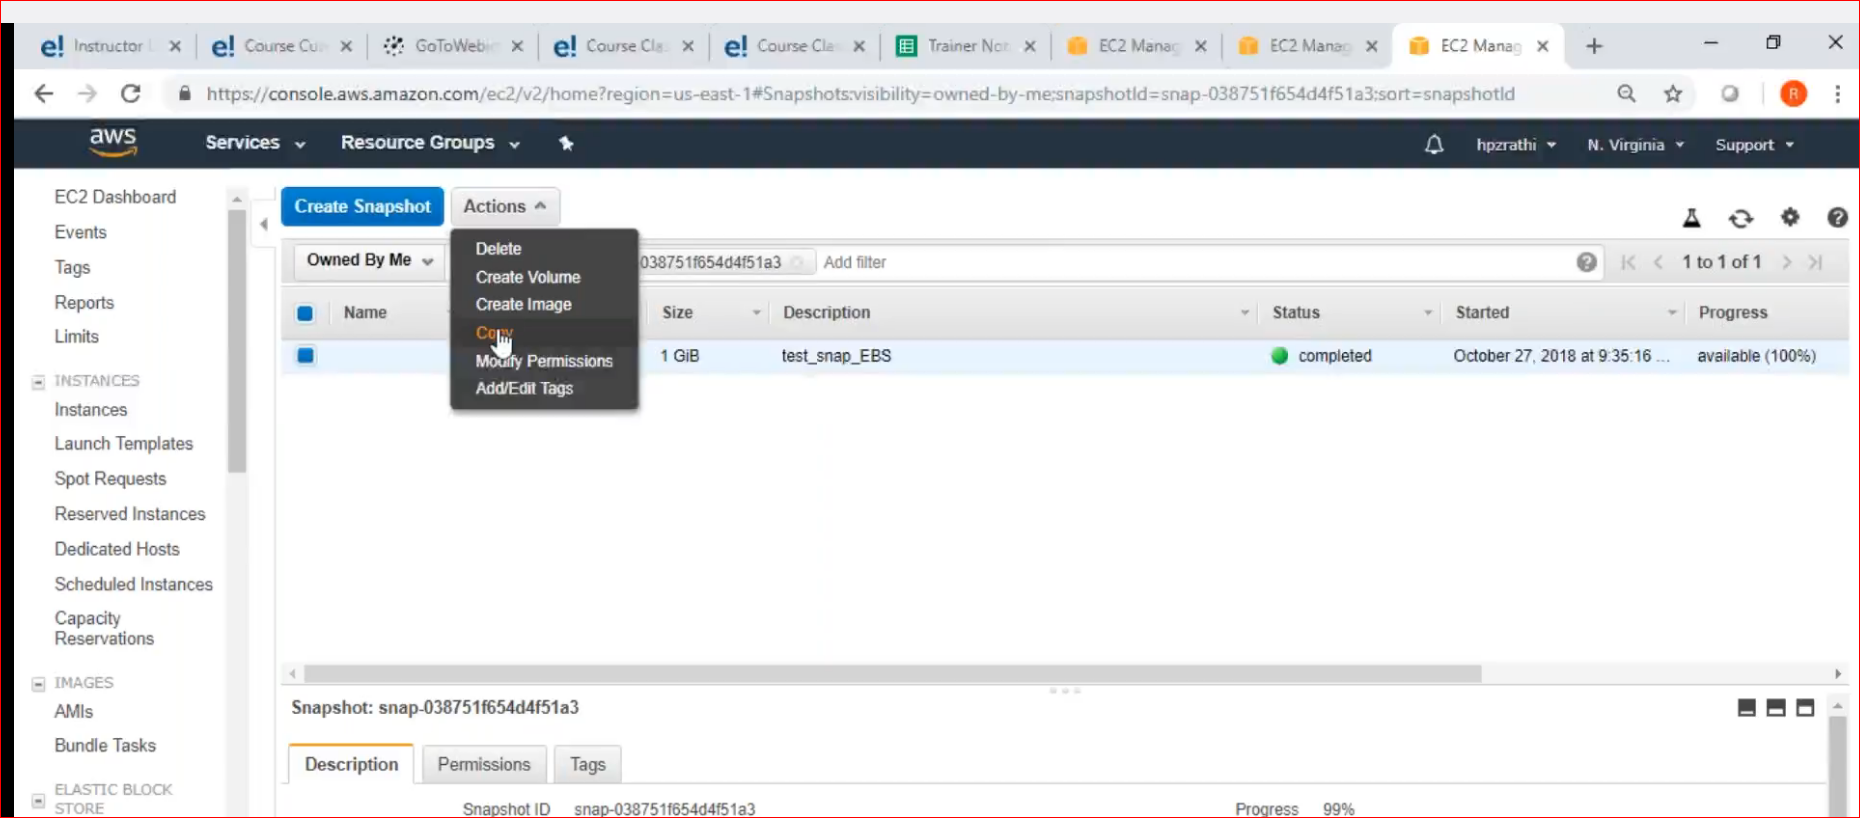 Instructor
Course Cu
GoToWebi
Course Cla
Course Cla
Trainer Not
EC2 Manag
EC2 Manag
EC2 Manag
https://console.aws.amazon.com/ec2/v2/home?region=us-east-1#Snapshots:visibility=owned-by-me;snapshotId=snap-038751f654d4f51a3;sort=snapshotId
R
aws
Services
Resource Groups
hpzrathi
N. Virginia
Support
EC2 Dashboard
Events
Tags
Reports
Limits
INSTANCES
Instances
Launch Templates
Spot Requests
Reserved Instances
Dedicated Hosts
Scheduled Instances
Capacity
Reservations
IMAGES
AMIs
Bundle Tasks
ELASTIC BLOCK
STORE
Create Snapshot
Actions
Delete
Create Volume
Create Image
Copy
Modify Permissions
Add/Edit Tags
Owned By Me
038751f654d4f51a3
Add filter
1 to 1 of 1
Name
Size
Description
Status
Started
Progress
1 GiB
test_snap_EBS
completed
October 27, 2018 at 9:35:16 ...
available (100%)
Snapshot: snap-038751f654d4f51a3
Description
Permissions
Tags
Snapshot ID
snap-038751f654d4f51a3
Progress
99%